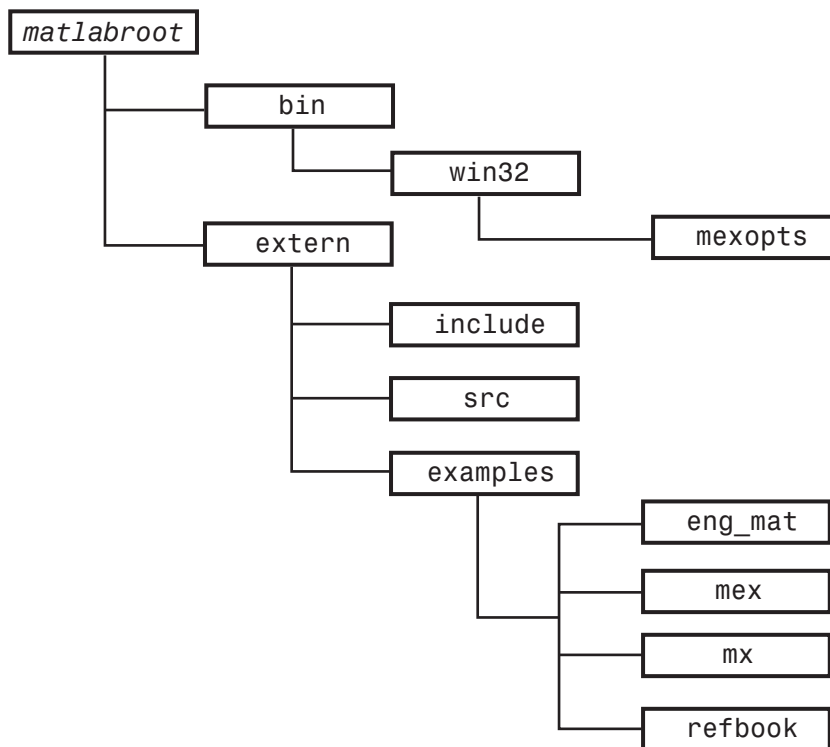 matlabroot
bin
win32
mexopts
extern
include
src
examples
eng_mat
mex
mx
refbook